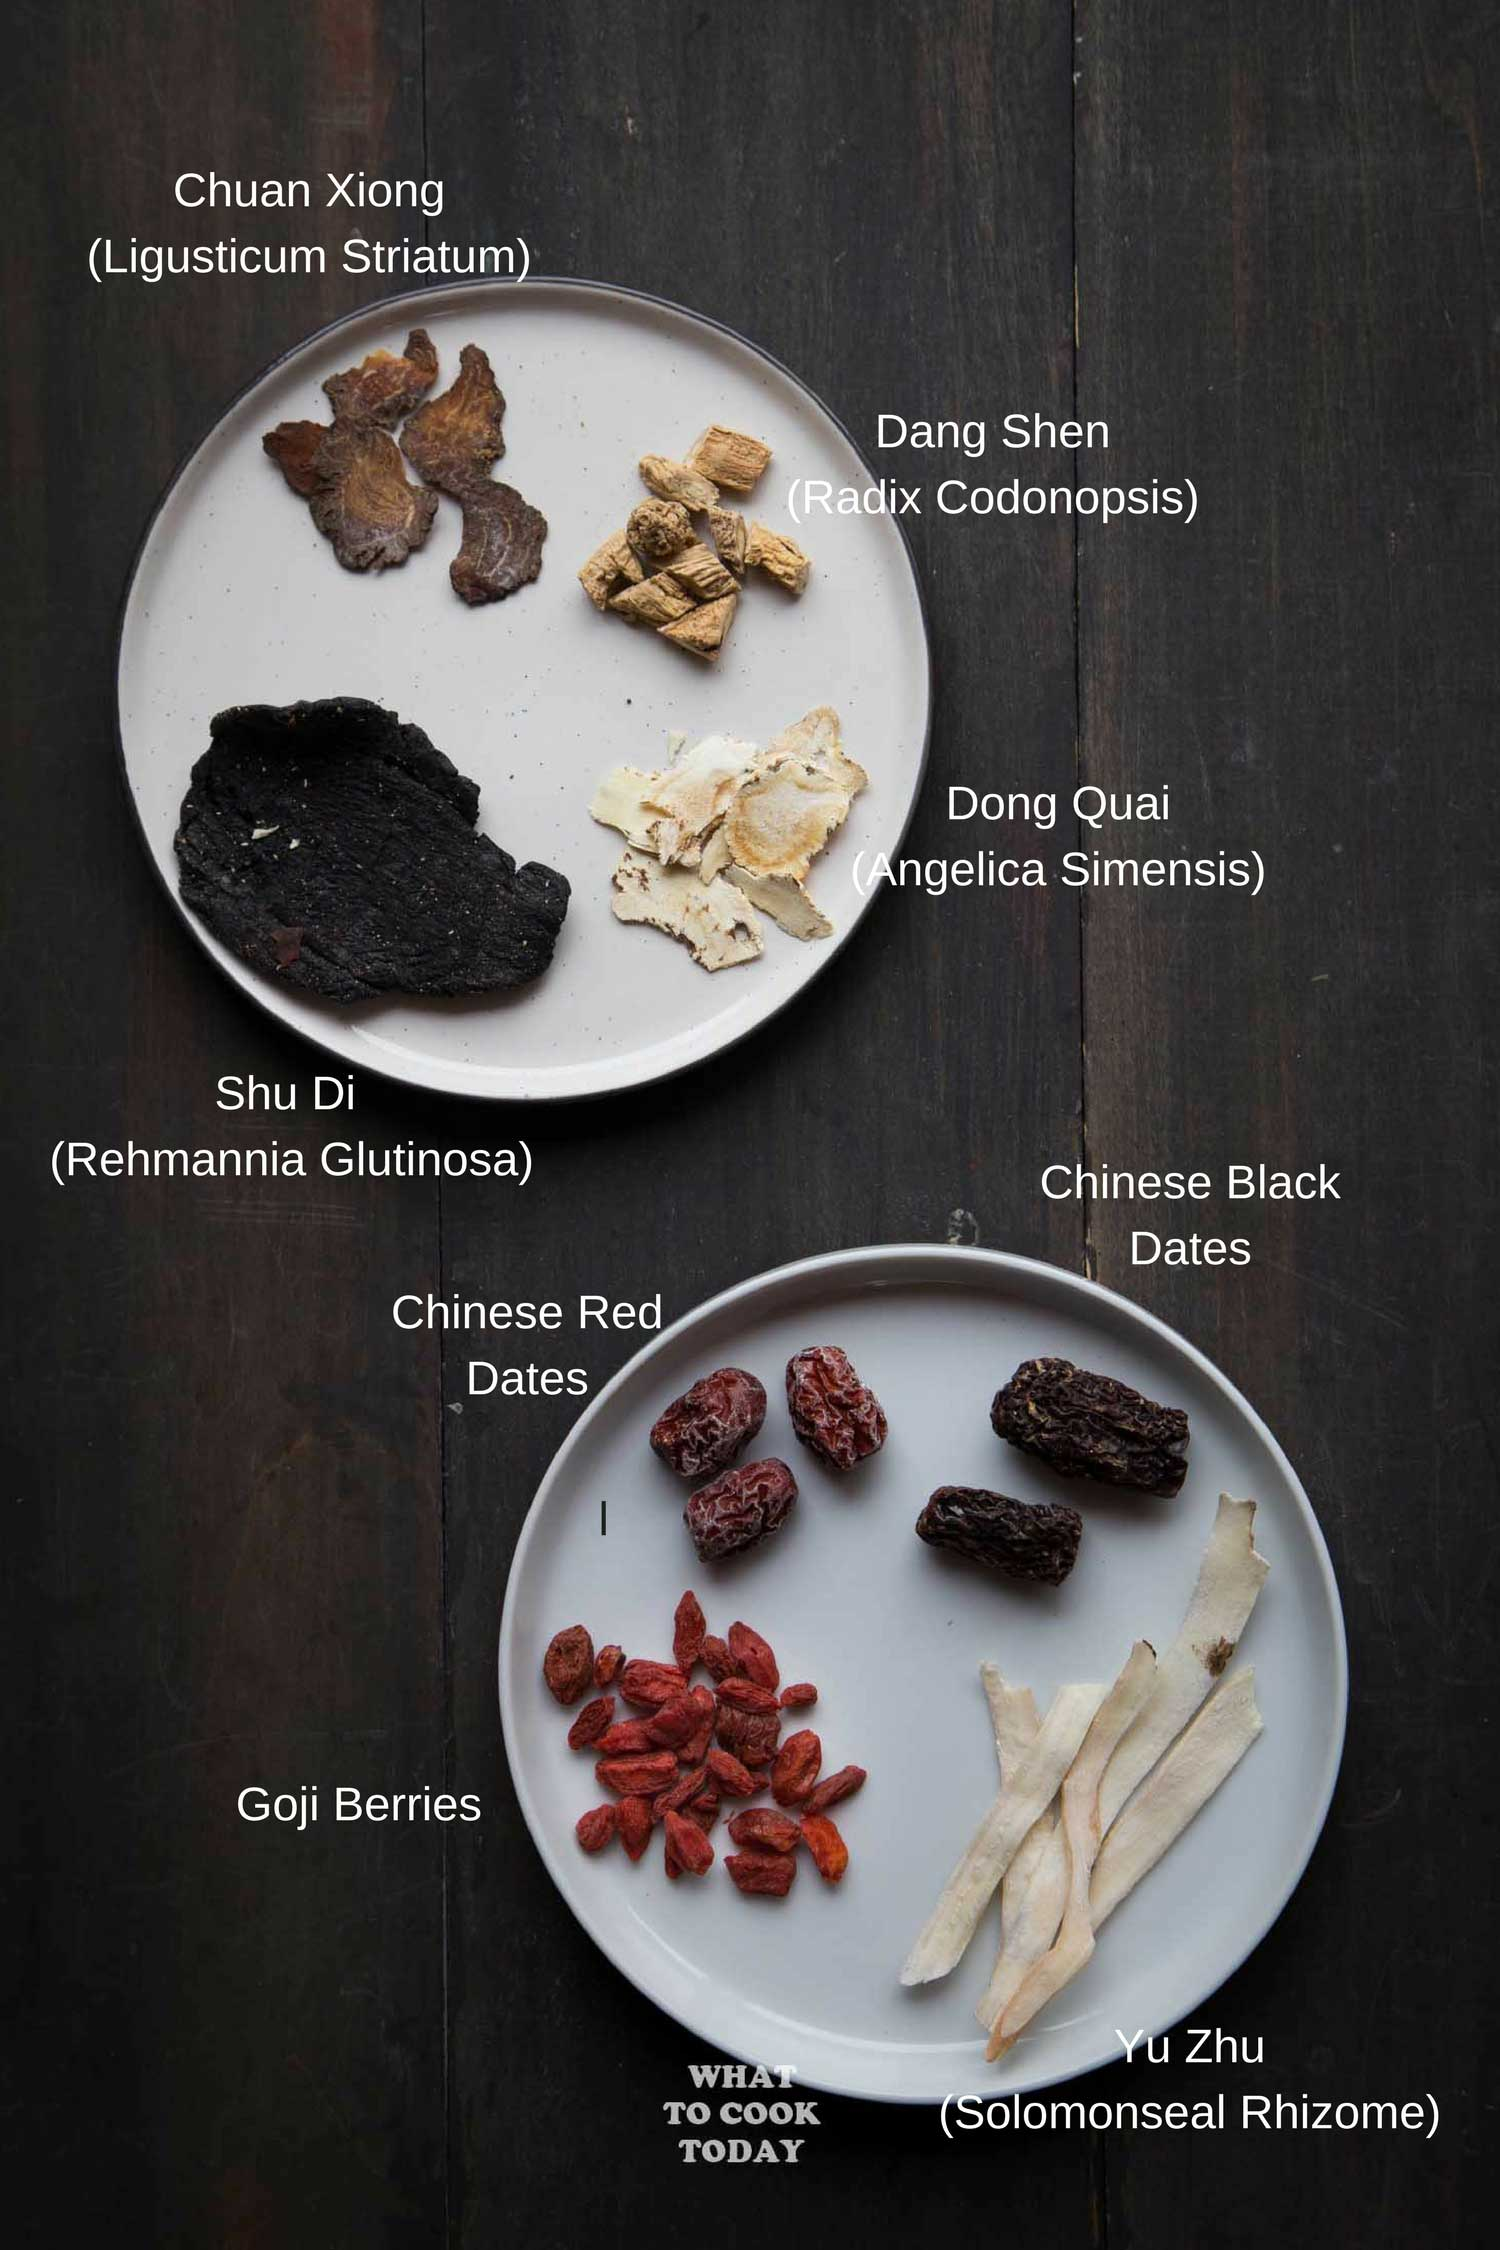 Chuan Xiong
(Ligusticum Striatum)
Dang Shen
(Radix Codonopsis)
Dong Quai
(Angelica Simensis)
Shu Di
(Rehmannia Glutinosa)
Chinese Black
Dates
Chinese Red
Dates
Goji Berries
Yu Zhu
(Solomonseal Rhizome)
WHAT
TO COOK
TODAY